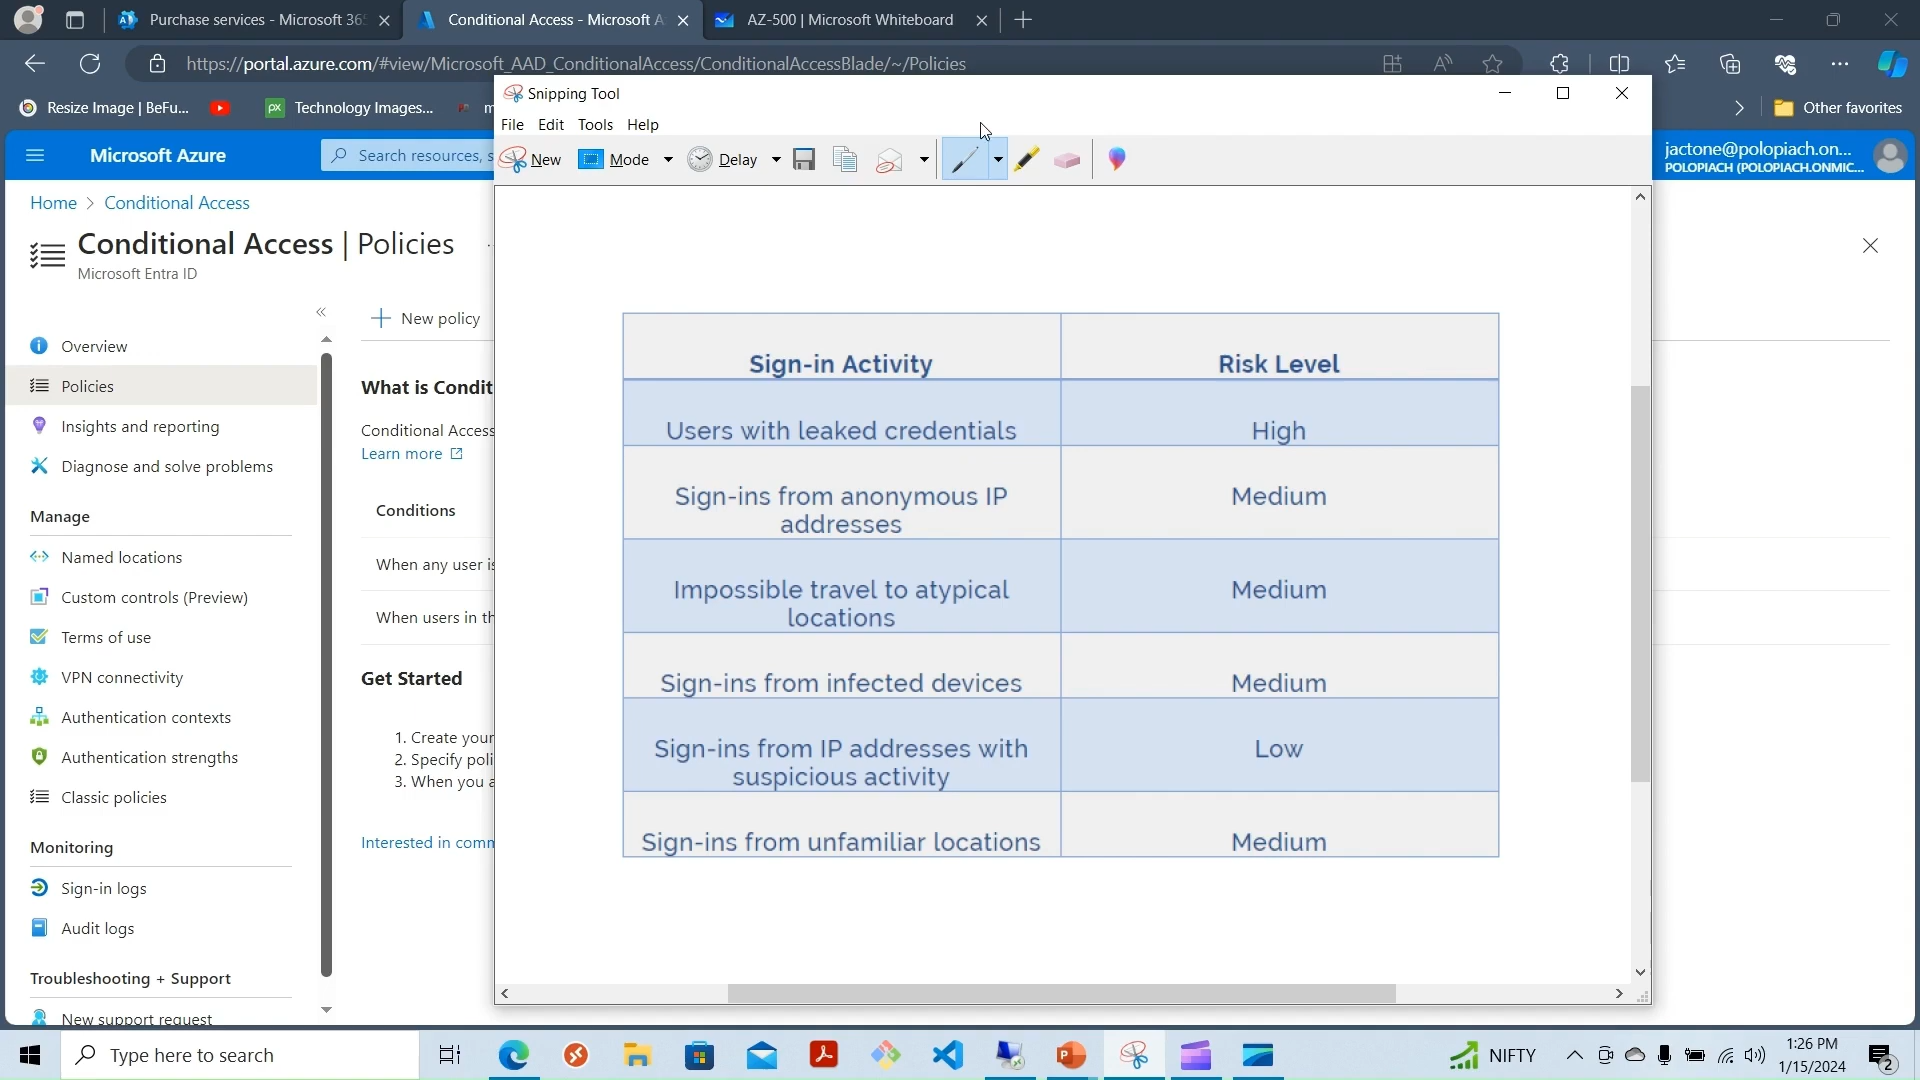 Purchase services - Microsoft 365
Conditional Access - Microsoft A
AZ-500 | Microsoft Whiteboard
https://portal.azure.com/#view/Microsoft_AAD_ConditionalAccess/ConditionalAccessBlade/~/Policies
Resize Image | BeFu...
Technology Images...
Other favorites
Microsoft Azure
Search resources, s
jactone@polopiach.on...
POLOPIACH (POLOPIACH.ONMIC...
Home > Conditional Access
Conditional Access | Policies
Microsoft Entra ID
New policy
Overview
Policies
Insights and reporting
Diagnose and solve problems
Manage
Named locations
Custom controls (Preview)
Terms of use
VPN connectivity
Authentication contexts
Authentication strengths
Classic policies
Monitoring
Sign-in logs
Audit logs
Troubleshooting + Support
New support request
What is Condit
Conditional Access
Learn more
Conditions
When any user is
When users in th
Get Started
1. Create your
2. Specify poli
3. When you a
Interested in comm
Snipping Tool
File Edit Tools Help
New Mode Delay
Sign-in Activity Risk Level
Users with leaked credentials High
Sign-ins from anonymous IP Medium
addresses
Impossible travel to atypical Medium
locations
Sign-ins from infected devices Medium
Sign-ins from IP addresses with Low
suspicious activity
Sign-ins from unfamiliar locations Medium
Type here to search
NIFTY
1:26 PM
1/15/2024
2